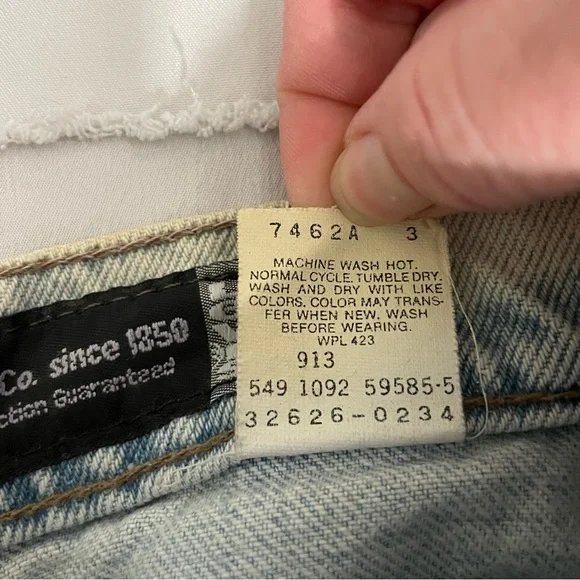 7462A 3
MACHINE WASH HOT.
NORMAL CYCLE. TUMBLE DRY.
WASH AND DRY WITH LIKE
COLORS. COLOR MAY TRANS-
FER WHEN NEW. WASH
BEFORE WEARING.
WPL 423
913
549 1092 59585-5
32626-0234
Co. since 1850
ction Guaranteed